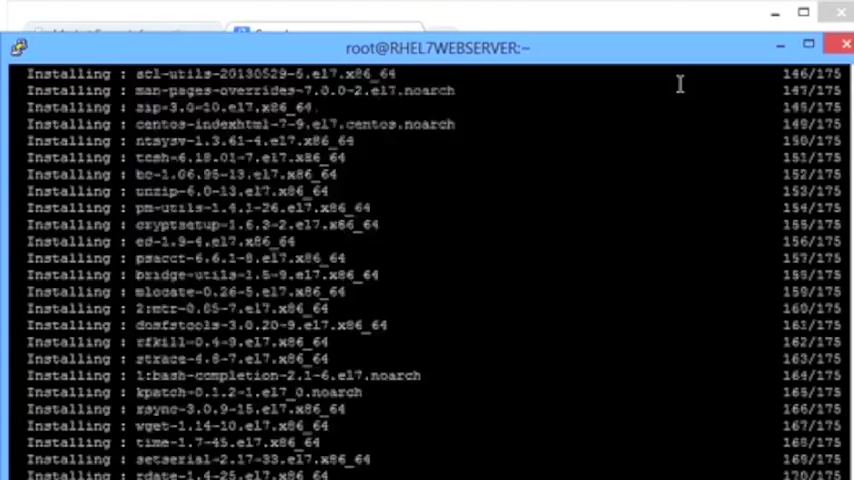 root@RHEL7WEBSERVER:~
Installing : scl-utils-20130529-5.el7.x86_64 146/175
Installing : man-pages-overrides-7.0.0-2.el7.noarch 147/175
Installing : zip-3.0-10.el7.x86_64 148/175
Installing : centos-indexhtml-7-9.el7.centos.noarch 149/175
Installing : ntsysv-1.3.61-4.el7.x86_64 150/175
Installing : tcsh-6.18.01-7.el7.x86_64 151/175
Installing : bc-1.06.95-13.el7.x86_64 152/175
Installing : unzip-6.0-13.el7.x86_64 153/175
Installing : pm-utils-1.4.1-26.el7.x86_64 154/175
Installing : cryptsetup-1.6.3-2.el7.x86_64 155/175
Installing : ed-1.9-4.el7.x86_64 156/175
Installing : psacct-6.6.1-8.el7.x86_64 157/175
Installing : bridge-utils-1.5-9.el7.x86_64 158/175
Installing : mlocate-0.26-5.el7.x86_64 159/175
Installing : 2:mtr-0.85-7.el7.x86_64 160/175
Installing : dosfstools-3.0.20-9.el7.x86_64 161/175
Installing : rfkill-0.4-9.el7.x86_64 162/175
Installing : strace-4.8-7.el7.x86_64 163/175
Installing : 1:bash-completion-2.1-6.el7.noarch 164/175
Installing : kpatch-0.1.2-1.el7_0.noarch 165/175
Installing : rsync-3.0.9-15.el7.x86_64 166/175
Installing : wget-1.14-10.el7.x86_64 167/175
Installing : time-1.7-45.el7.x86_64 168/175
Installing : setserial-2.17-33.el7.x86_64 169/175
Installing : rdate-1.4-25.el7.x86_64 170/175